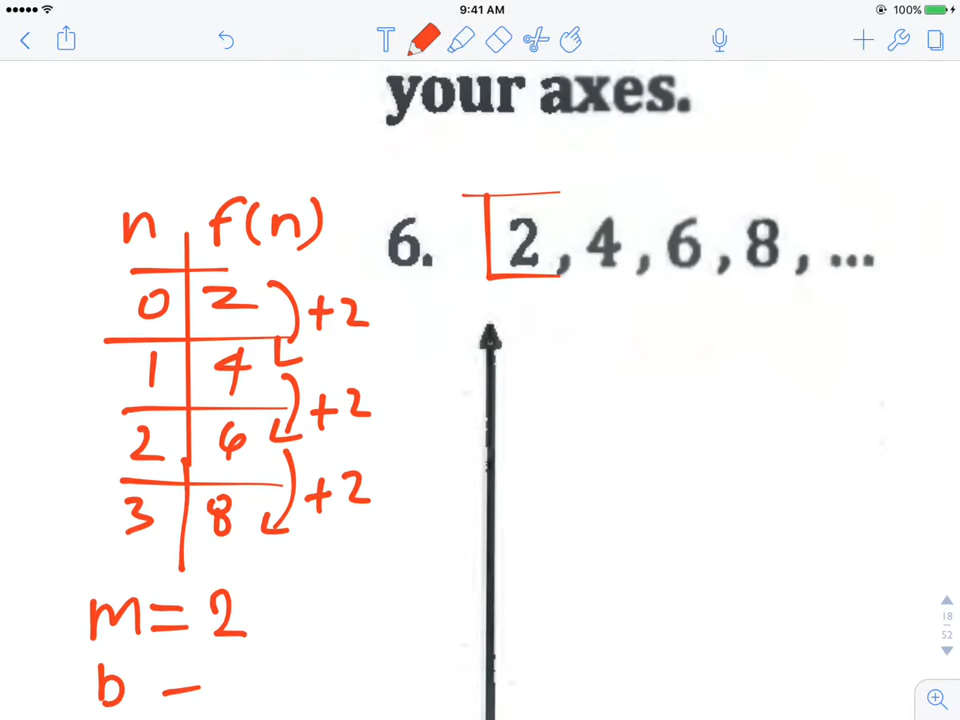 9:41 AM
100%
T
your axes.
n f(n)
6. 2, 4, 6, 8, ...
0 2 +2
1 4
+2
2 6
+2
3 8
m = 2
b -
18
52